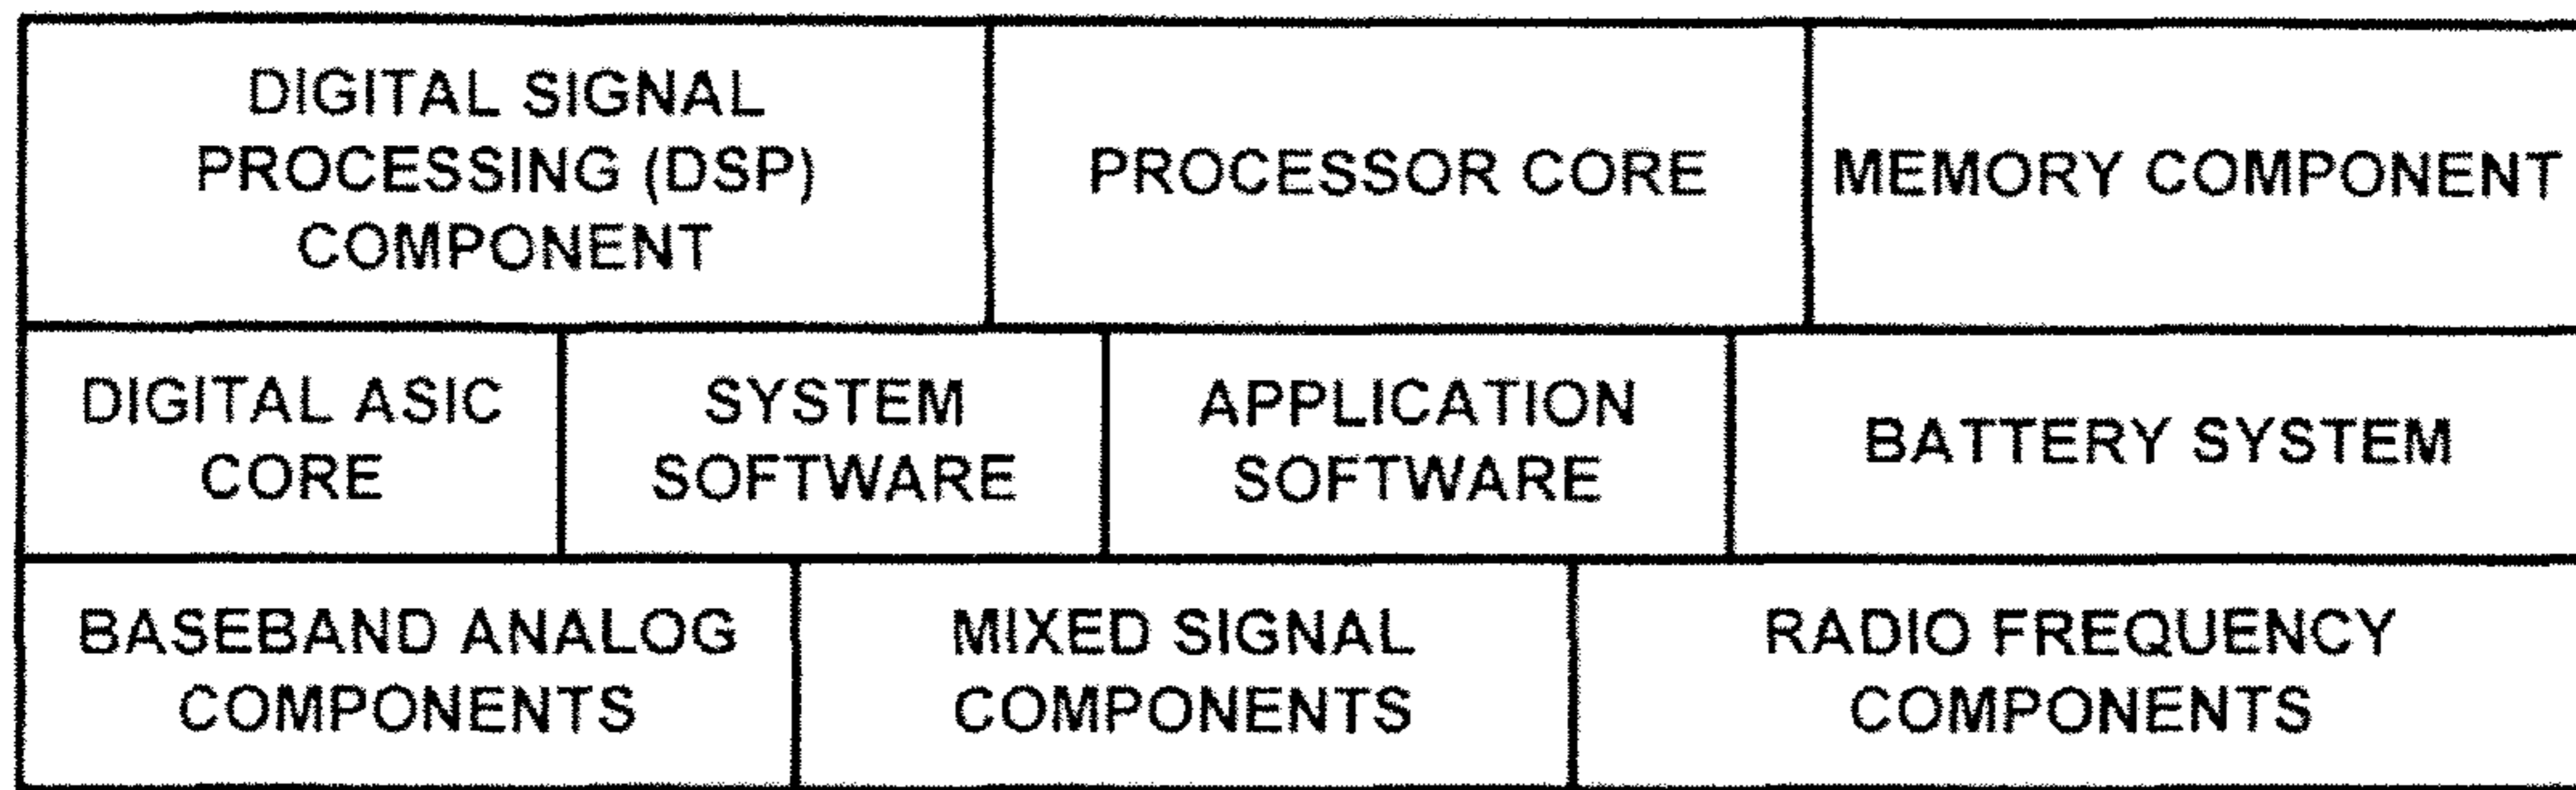 DIGITAL SIGNAL
PROCESSING (DSP)
COMPONENT
PROCESSOR CORE
MEMORY COMPONENT
DIGITAL ASIC
CORE
SYSTEM
SOFTWARE
APPLICATION
SOFTWARE
BATTERY SYSTEM
BASEBAND ANALOG
COMPONENTS
MIXED SIGNAL
COMPONENTS
RADIO FREQUENCY
COMPONENTS